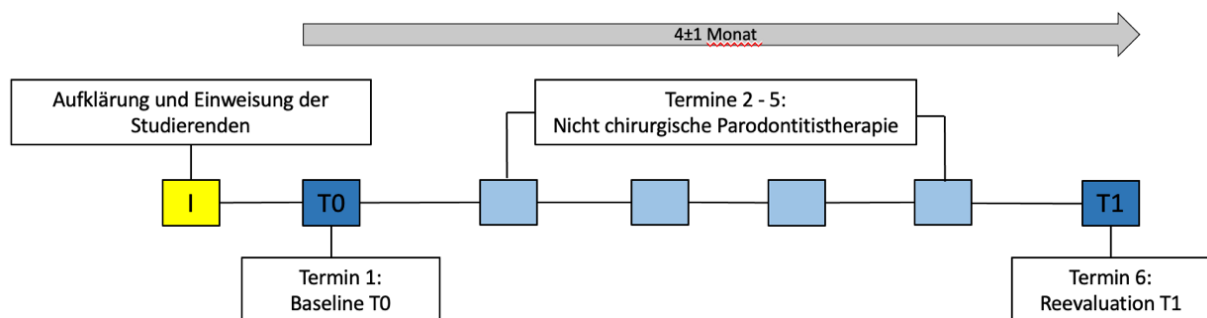 4±1 Monat
Aufklärung und Einweisung der
Studierenden
Termine 2 - 5:
Nicht chirurgische Parodontitistherapie
I
T0
T1
Termin 1:
Baseline T0
Termin 6:
Reevaluation T1